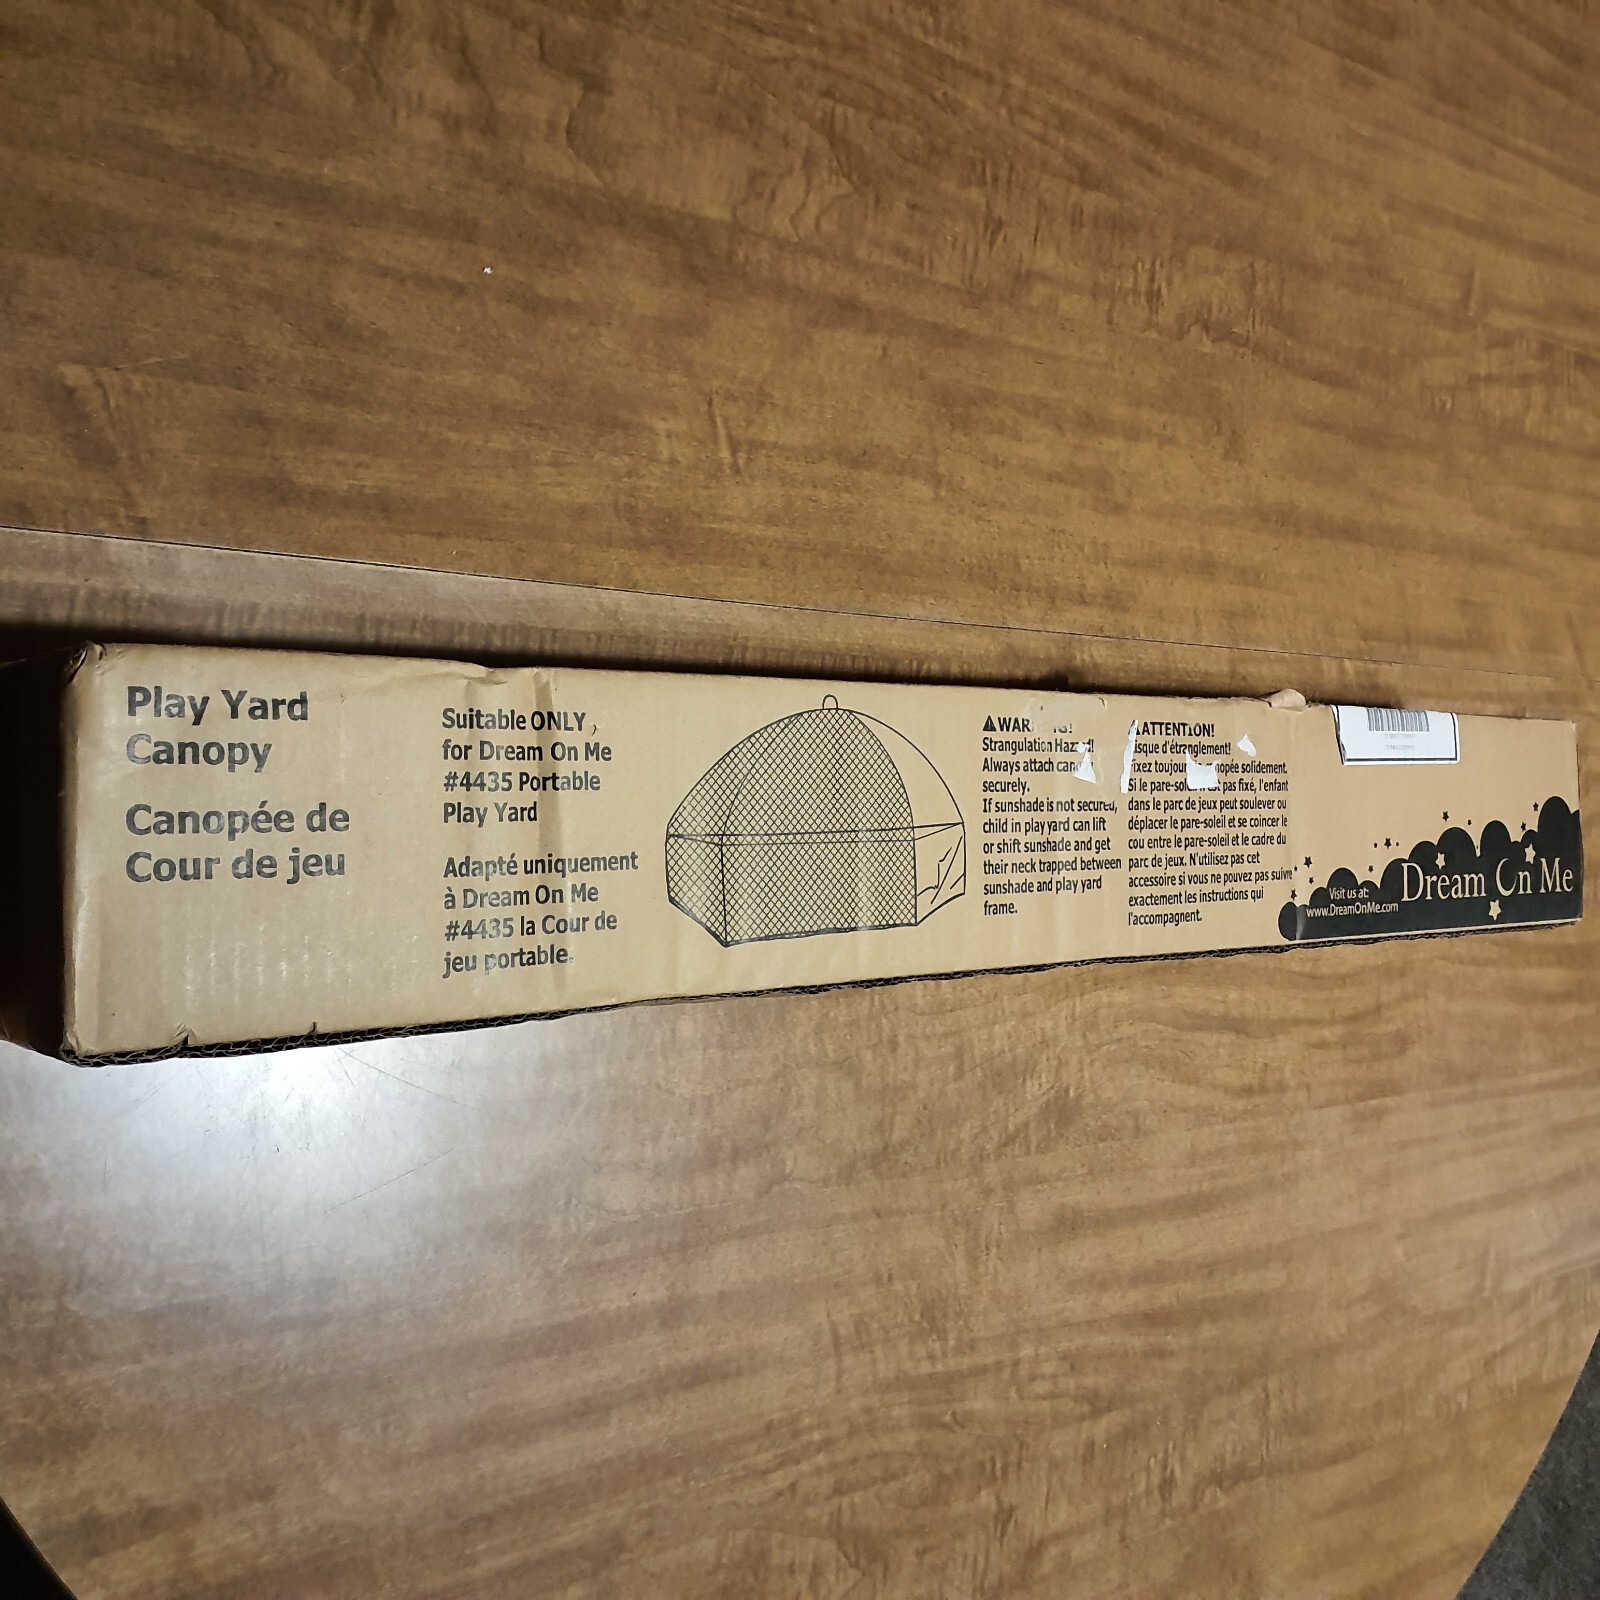 Play Yard
Canopy
Canopée de
Cour de jeu
Suitable ONLY
for Dream On Me
#4435 Portable
Play Yard
Adapté uniquement
à Dream On Me
#4435 la Cour de
jeu portable.
Strangulation Hazard!
Always attach canopy
securely.
If sunshade is not secured,
child in play yard can lift
or shift sunshade and get
their neck trapped between
sunshade and play yard
frame.
ATTENTION!
d'étranglement!
solidement.
Si le pas fixé, l'enfant
dans le parc de jeux peut soulever ou
déplacer le pare-soleil et se coincer le
cou entre le pare-soleil et le cadre du
parc de jeux. N'utilisez pas cet
accessoire si vous ne pouvez pas suivre
exactement les instructions qui
l'accompagnent.
Visit us at:
www.DreamOnMe.com
Dream On Me